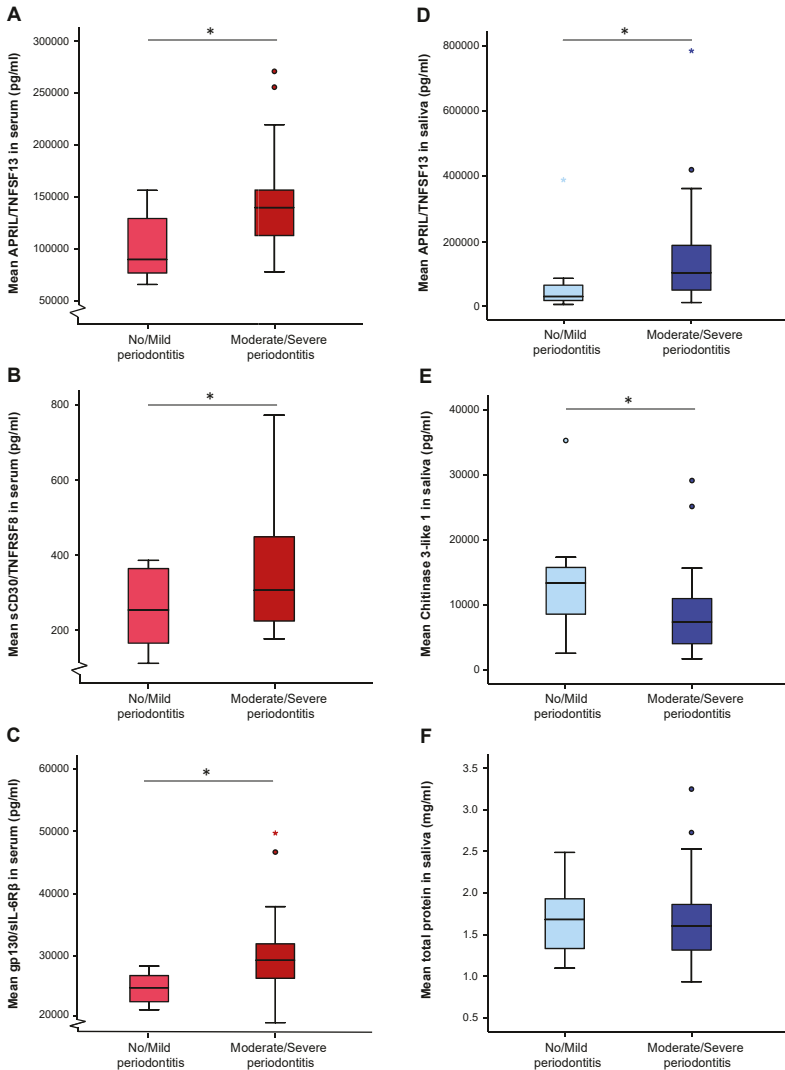 A
Mean APRIL/TNFSF13 in serum (pg/ml)
300000
250000
200000
150000
100000
50000
*
No/Mild
periodontitis
Moderate/Severe
periodontitis
B
Mean sCD30/TNFRSF8 in serum (pg/ml)
800
600
400
200
*
No/Mild
periodontitis
Moderate/Severe
periodontitis
C
Mean gp130/sIL-6Rβ in serum (pg/ml)
60000
50000
40000
30000
20000
*
*
No/Mild
periodontitis
Moderate/Severe
periodontitis
D
Mean APRIL/TNFSF13 in saliva (pg/ml)
800000
600000
400000
200000
0
*
*
*
No/Mild
periodontitis
Moderate/Severe
periodontitis
E
Mean Chitinase 3-like 1 in saliva (pg/ml)
40000
30000
20000
10000
0
*
No/Mild
periodontitis
Moderate/Severe
periodontitis
F
Mean total protein in saliva (mg/ml)
3.5
3.0
2.5
2.0
1.5
1.0
0.5
No/Mild
periodontitis
Moderate/Severe
periodontitis